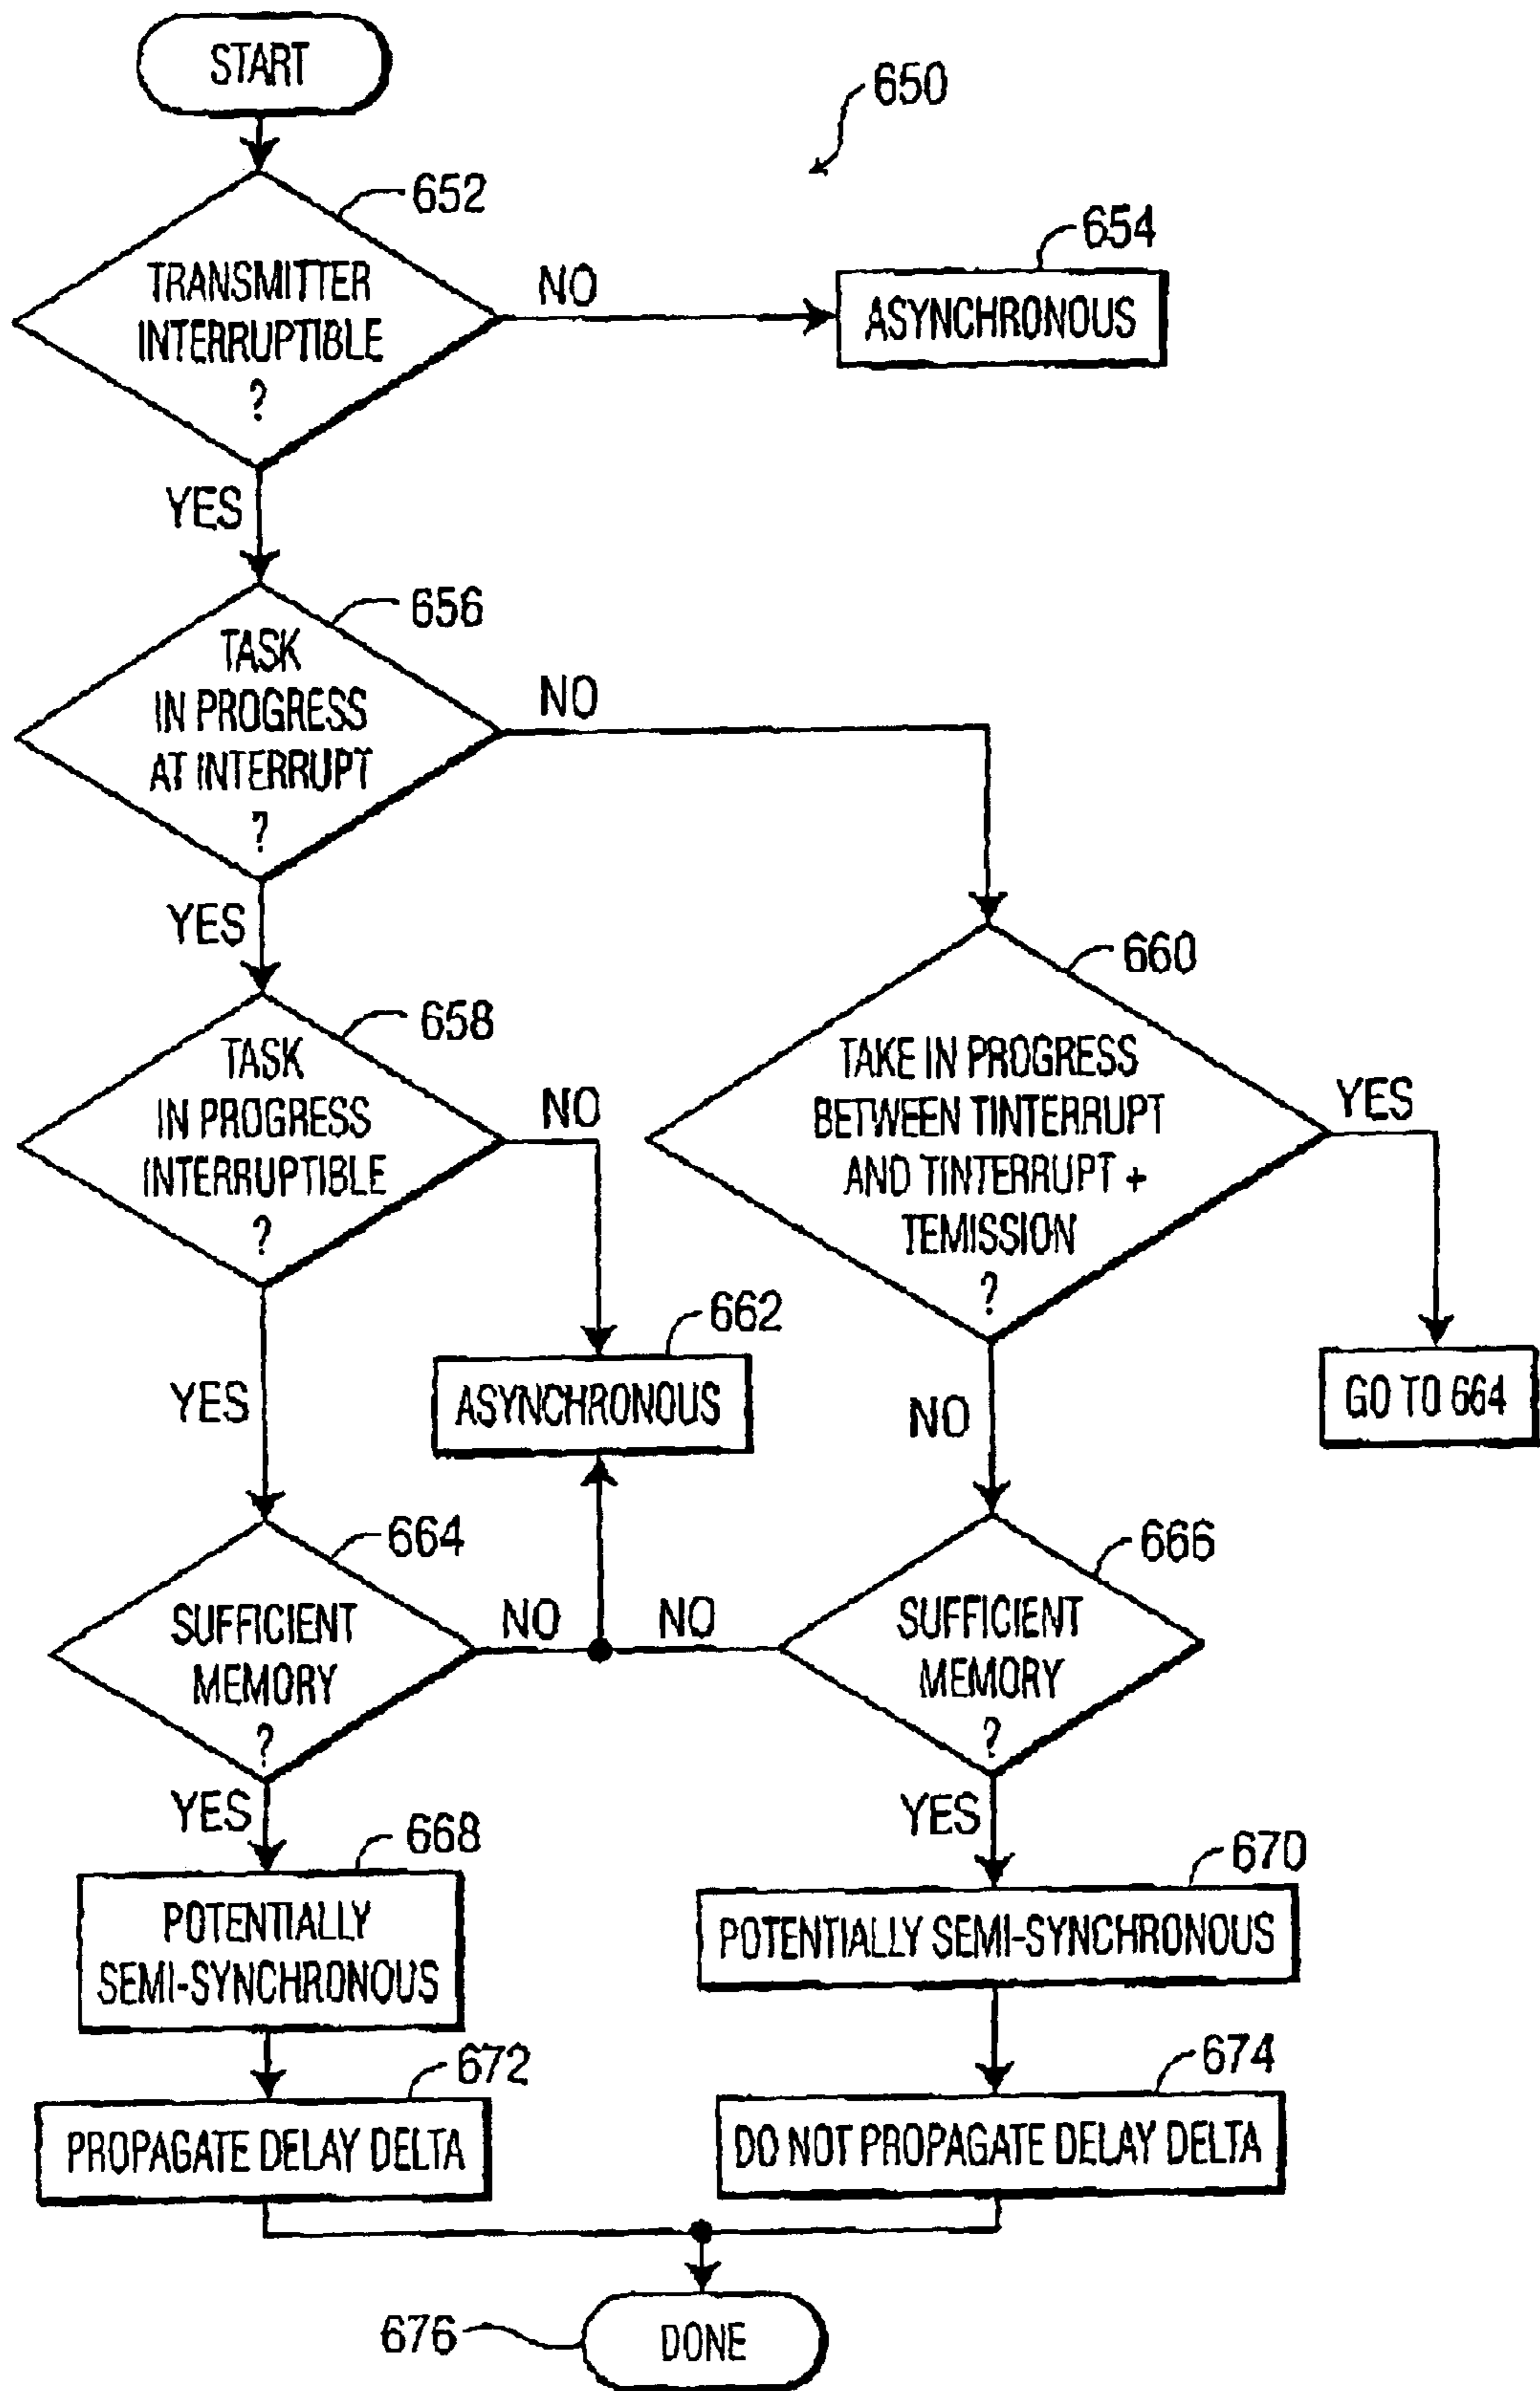 START
650
652
TRANSMITTER
INTERRUPTIBLE
?
NO
654
ASYNCHRONOUS
YES
656
TASK
IN PROGRESS
AT INTERRUPT
?
NO
YES
658
TASK
IN PROGRESS
INTERRUPTIBLE
?
NO
660
TAKE IN PROGRESS
BETWEEN TINTERRUPT
AND TINTERRUPT +
TEMISSION
?
YES
662
ASYNCHRONOUS
GO TO 664
YES
NO
664
SUFFICIENT
MEMORY
?
NO
NO
666
SUFFICIENT
MEMORY
?
YES
YES
668
POTENTIALLY
SEMI-SYNCHRONOUS
670
POTENTIALLY SEMI-SYNCHRONOUS
672
PROPAGATE DELAY DELTA
674
DO NOT PROPAGATE DELAY DELTA
676
DONE